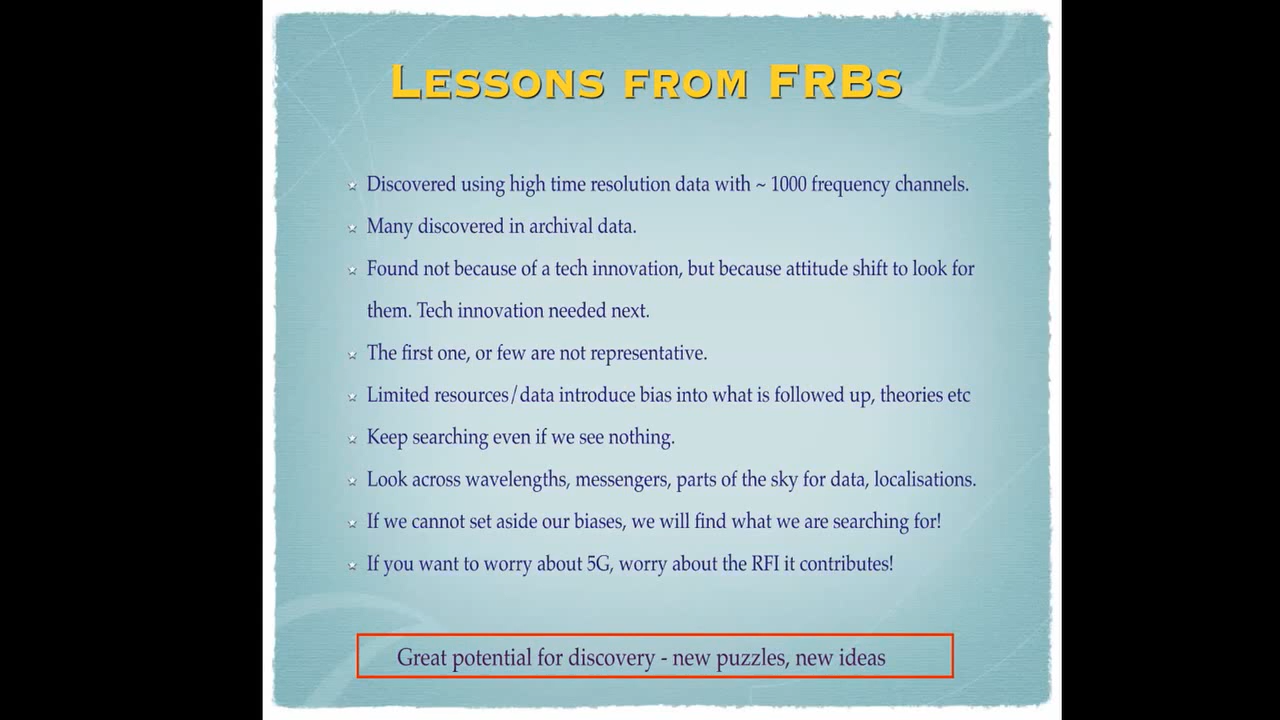 Lessons from FRBs
Discovered using high time resolution data with ~ 1000 frequency channels.
Many discovered in archival data.
Found not because of a tech innovation, but because attitude shift to look for
them. Tech innovation needed next.
The first one, or few are not representative.
Limited resources/data introduce bias into what is followed up, theories etc
Keep searching even if we see nothing.
Look across wavelengths, messengers, parts of the sky for data, localisations.
If we cannot set aside our biases, we will find what we are searching for!
If you want to worry about 5G, worry about the RFI it contributes!
Great potential for discovery - new puzzles, new ideas